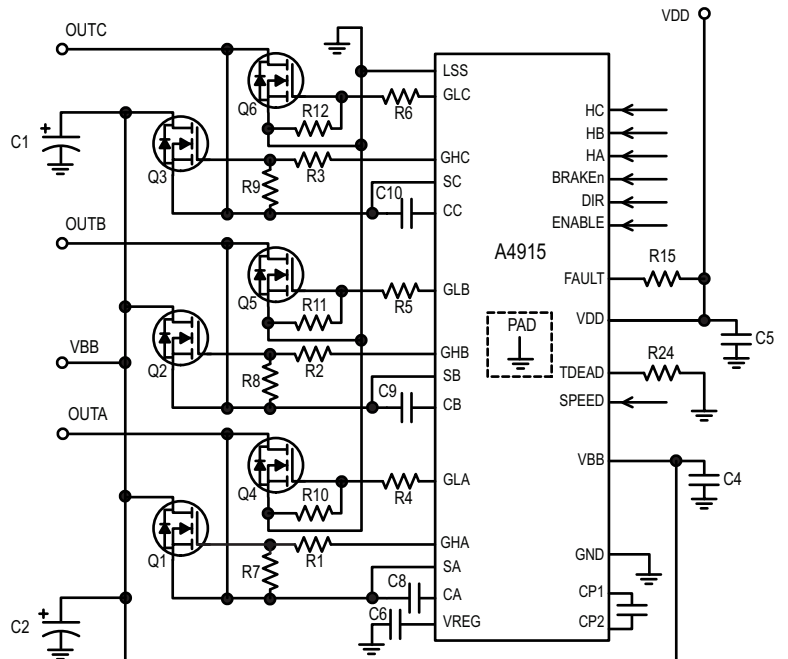 OUTC
VDD
LSS
GLC
Q6
R12
R6
HC
HB
HA
BRAKEn
DIR
ENABLE
C1
+
Q3
R9
R3
GHC
SC
C10
CC
OUTB
A4915
R15
FAULT
Q5
R11
R5
GLB
VDD
C5
PAD
VBB
Q2
R8
R2
GHB
SB
C9
CB
R24
TDEAD
SPEED
OUTA
Q4
R10
R4
GLA
VBB
C4
Q1
R7
R1
GHA
SA
C8
CA
C6
VREG
GND
CP1
CP2
C2
+